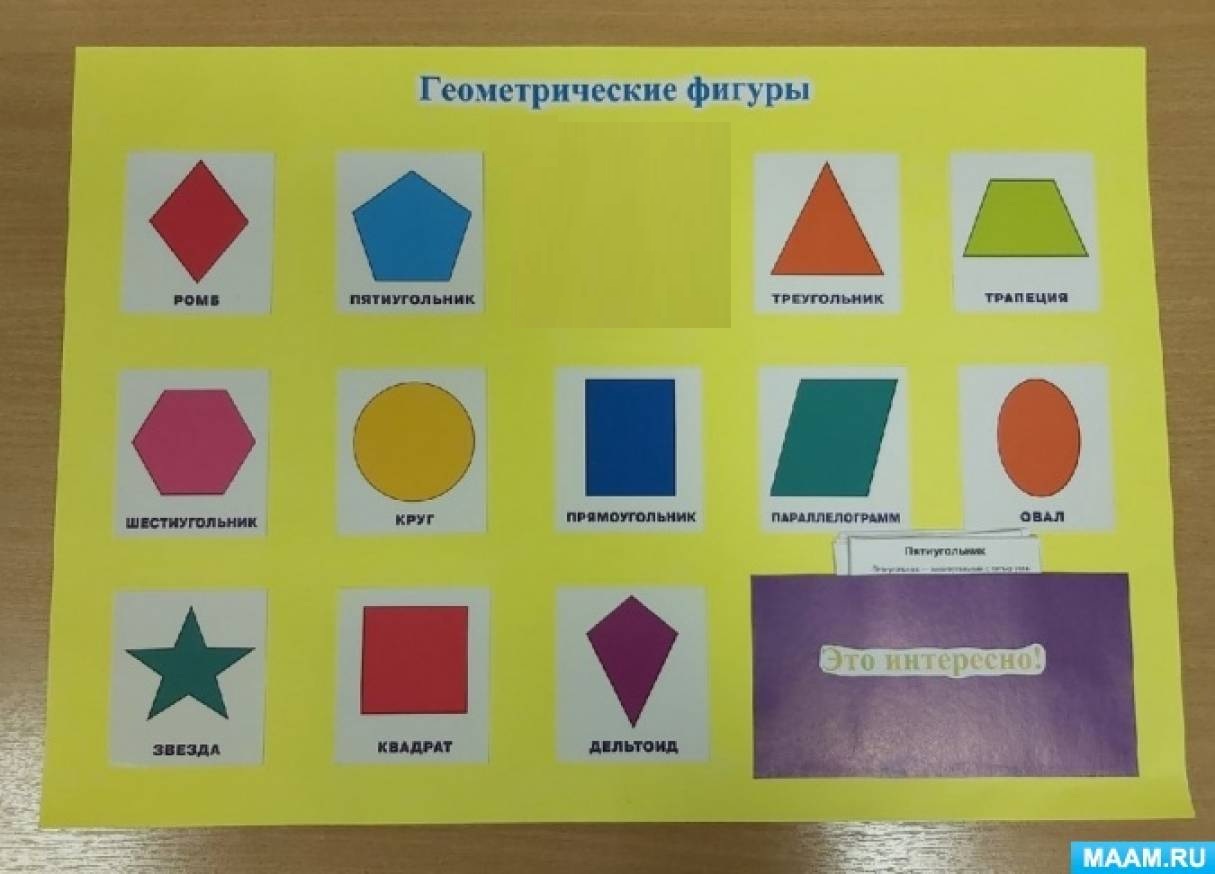 Геометрические фигуры
РОМБ
ПЯТИУГОЛЬНИК
ТРЕУГОЛЬНИК
ТРАПЕЦИЯ
ШЕСТИУГОЛЬНИК
КРУГ
ПРЯМОУГОЛЬНИК
ПАРАЛЛЕЛОГРАММ
ОВАЛ
Пятиугольник
Это интересно!
ЗВЕЗДА
КВАДРАТ
ДЕЛЬТОИД
MAAM.RU